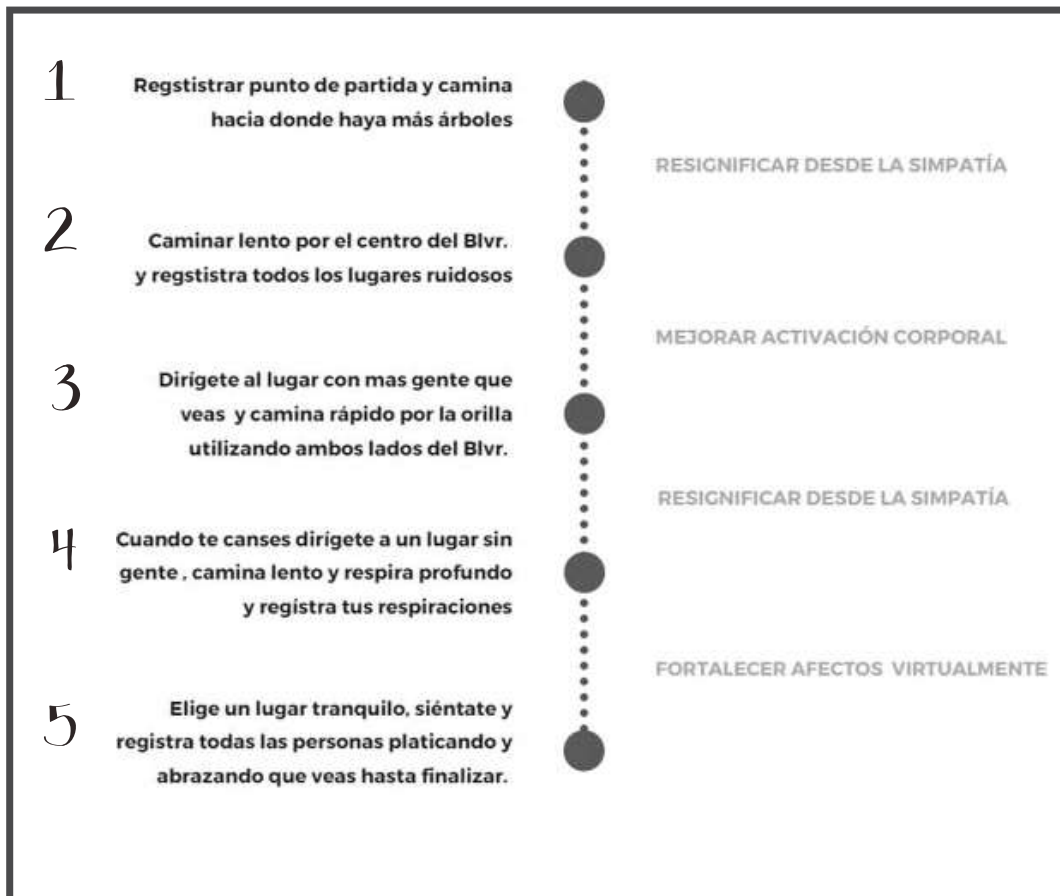 1
Regstistrar punto de partida y camina
hacia donde haya más árboles
RESIGNIFICAR DESDE LA SIMPATÍA
2
Caminar lento por el centro del Blvr.
y regstistra todos los lugares ruidosos
MEJORAR ACTIVACIÓN CORPORAL
3
Dirígete al lugar con mas gente que
veas y camina rápido por la orilla
utilizando ambos lados del Blvr.
RESIGNIFICAR DESDE LA SIMPATÍA
4
Cuando te canses dirígete a un lugar sin
gente , camina lento y respira profundo
y regístra tus respiraciones
FORTALECER AFECTOS VIRTUALMENTE
5
Elige un lugar tranquilo, siéntate y
registra todas las personas platicando y
abrazando que veas hasta finalizar.